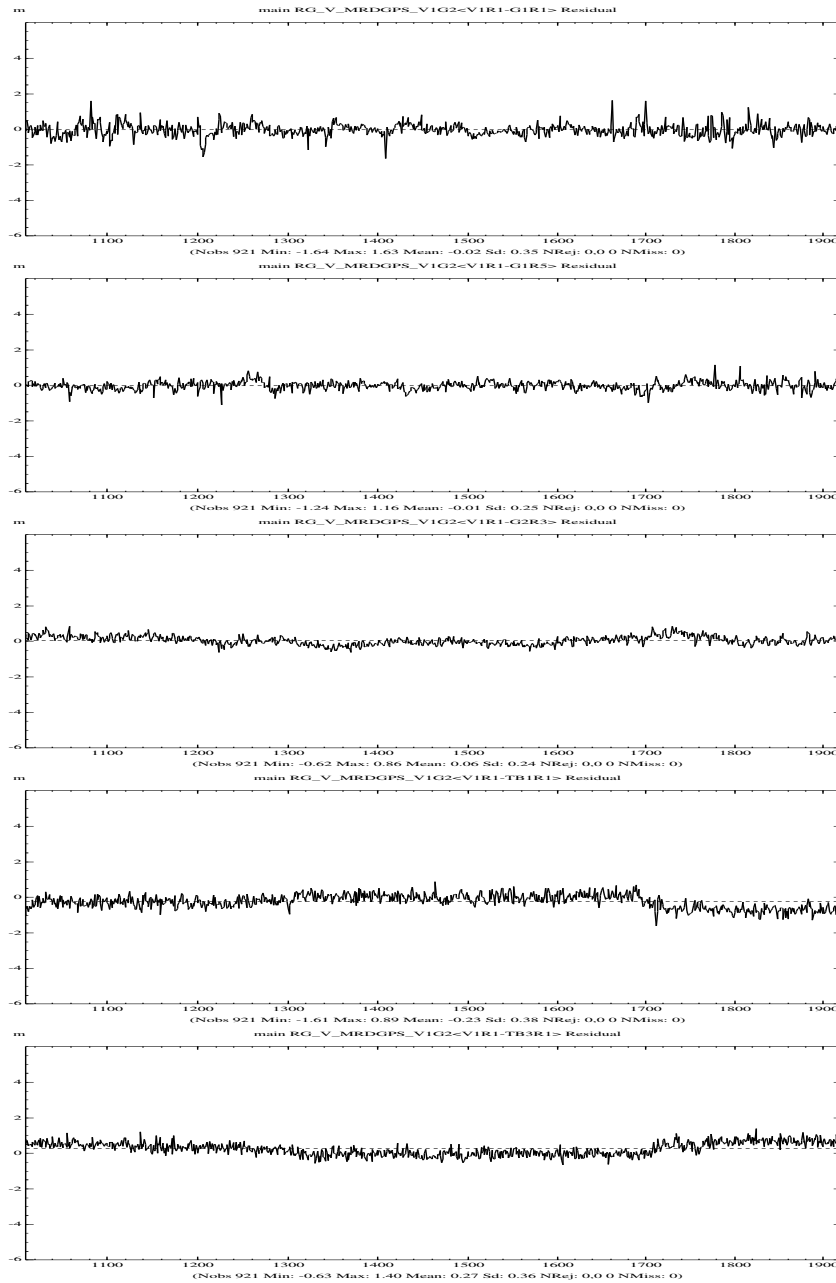 m main RG_V_MRDGPS_V1G2<V1R1-G1R1> Residual
4
2
0
-2
-4
-6
1100 1200 1300 1400 1500 1600 1700 1800 1900
(Nobs 921 Min: -1.64 Max: 1.63 Mean: -0.02 Sd: 0.35 NRej: 0,0 0 NMiss: 0)
m main RG_V_MRDGPS_V1G2<V1R1-G1R5> Residual
4
2
0
-2
-4
-6
1100 1200 1300 1400 1500 1600 1700 1800 1900
(Nobs 921 Min: -1.24 Max: 1.16 Mean: -0.01 Sd: 0.25 NRej: 0,0 0 NMiss: 0)
m main RG_V_MRDGPS_V1G2<V1R1-G2R3> Residual
4
2
0
-2
-4
-6
1100 1200 1300 1400 1500 1600 1700 1800 1900
(Nobs 921 Min: -0.62 Max: 0.86 Mean: 0.06 Sd: 0.24 NRej: 0,0 0 NMiss: 0)
m main RG_V_MRDGPS_V1G2<V1R1-TB1R1> Residual
4
2
0
-2
-4
-6
1100 1200 1300 1400 1500 1600 1700 1800 1900
(Nobs 921 Min: -1.61 Max: 0.89 Mean: -0.23 Sd: 0.38 NRej: 0,0 0 NMiss: 0)
m main RG_V_MRDGPS_V1G2<V1R1-TB3R1> Residual
4
2
0
-2
-4
-6
1100 1200 1300 1400 1500 1600 1700 1800 1900
(Nobs 921 Min: -0.63 Max: 1.40 Mean: 0.27 Sd: 0.36 NRej: 0,0 0 NMiss: 0)